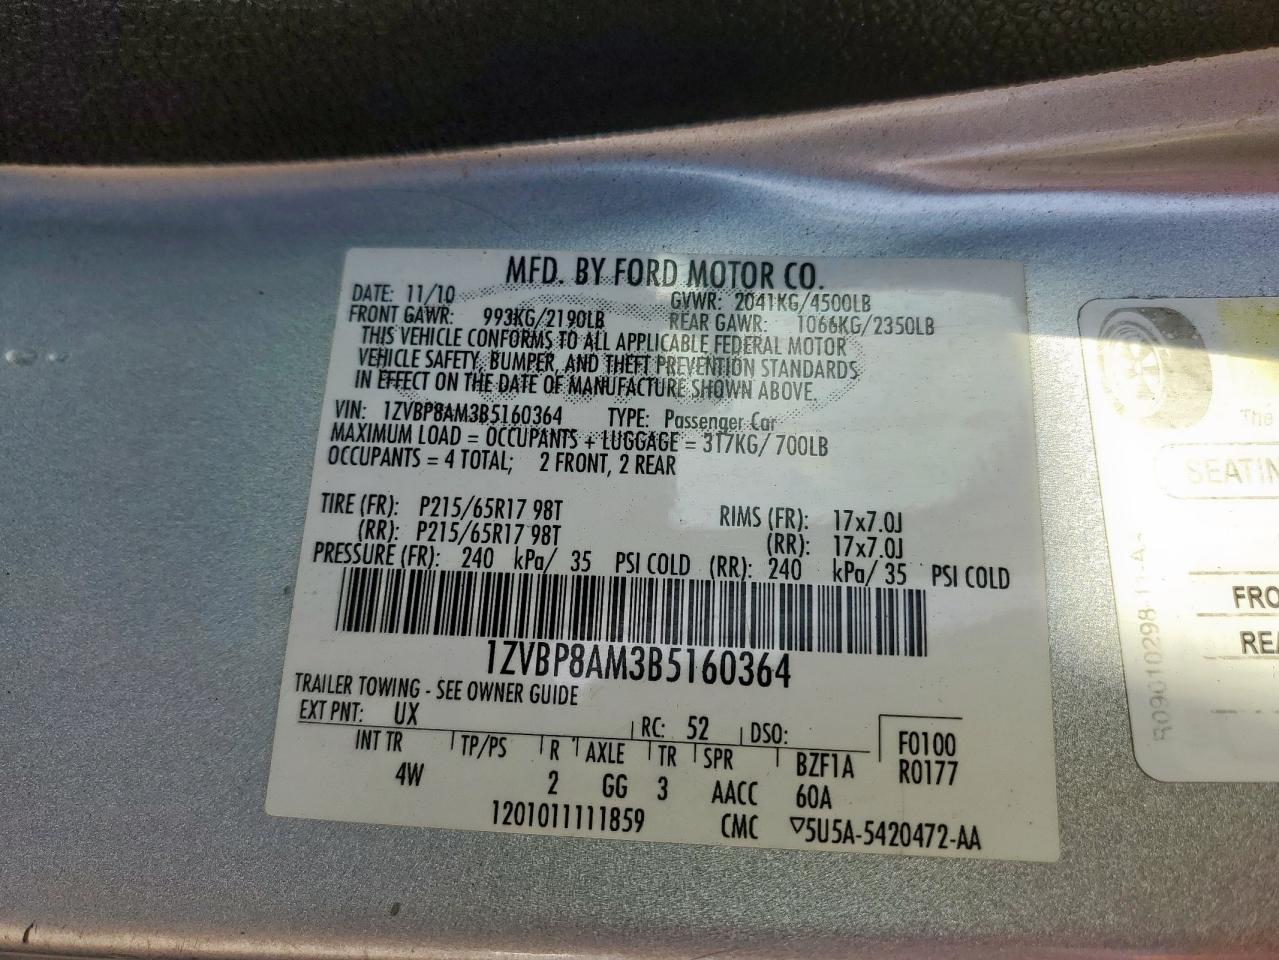 MFD. BY FORD MOTOR CO.
DATE: 11/10 GVWR: 2041KG/4500LB
FRONT GAWR: 993KG/2190LB REAR GAWR: 1066KG/2350LB
THIS VEHICLE CONFORMS TO ALL APPLICABLE FEDERAL MOTOR
VEHICLE SAFETY, BUMPER, AND THEFT PREVENTION STANDARDS
IN EFFECT ON THE DATE OF MANUFACTURE SHOWN ABOVE.
VIN: 1ZVBP8AM3B5160364 TYPE: Passenger Car
MAXIMUM LOAD = OCCUPANTS + LUGGAGE = 317KG/ 700LB
OCCUPANTS = 4 TOTAL; 2 FRONT, 2 REAR
TIRE (FR): P215/65R17 98T RIMS (FR): 17x7.0J
(RR): P215/65R17 98T (RR): 17x7.0J
PRESSURE (FR): 240 kPa/ 35 PSI COLD (RR): 240 kPa/ 35 PSI COLD
1ZVBP8AM3B5160364
TRAILER TOWING - SEE OWNER GUIDE
EXT PNT: UX RC: 52 DSO: F0100
INT TR TP/PS R AXLE TR SPR BZF1A R0177
4W 2 GG 3 AACC 60A
1201011111859 CMC ▽5U5A-5420472-AA
The
SEATIN
FRO
REA
R09010298-11-A-